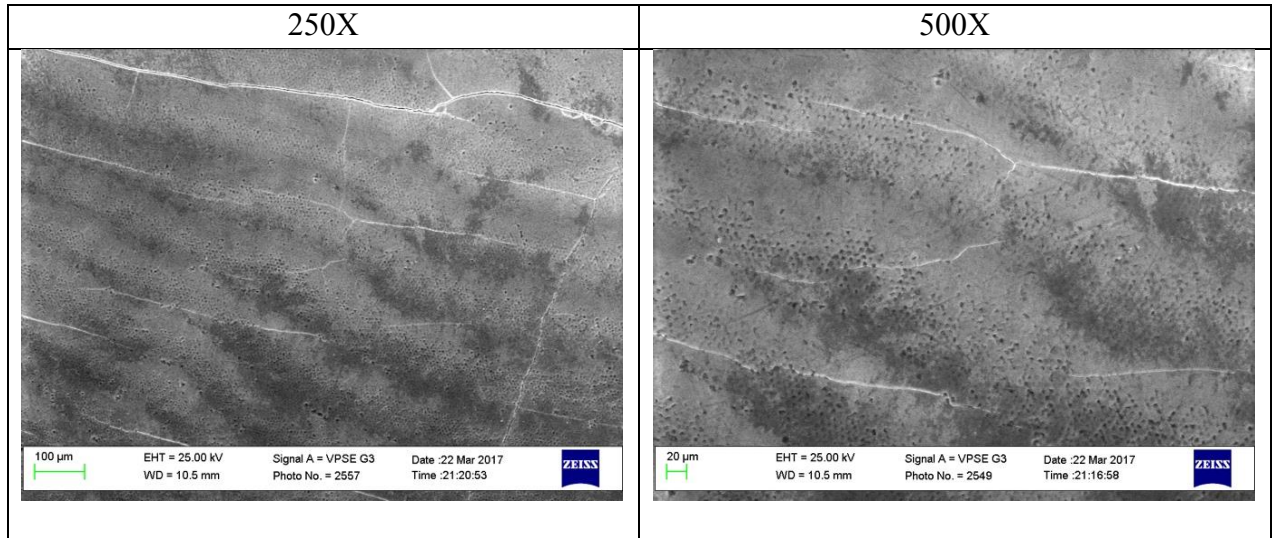 250X
500X
100 µm
EHT = 25.00 kV
Signal A = VPSE G3
Date :22 Mar 2017
WD = 10.5 mm
Photo No. = 2557
Time :21:20:53
ZEISS
20 µm
EHT = 25.00 kV
Signal A = VPSE G3
Date :22 Mar 2017
WD = 10.5 mm
Photo No. = 2549
Time :21:16:58
ZEISS